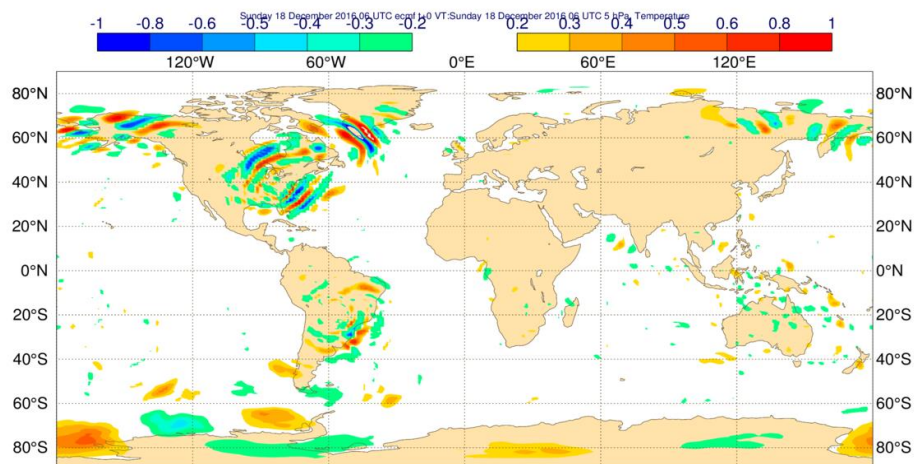 Sunday 18 December 2016 06 UTC ecmf t+0 VT:Sunday 18 December 2016 06 UTC 5 hPa Temperature
-1 -0.8 -0.6 -0.5 -0.4 -0.3 -0.2 0.2 0.3 0.4 0.5 0.6 0.8 1
120°W 60°W 0°E 60°E 120°E
80°N 80°N
60°N 60°N
40°N 40°N
20°N 20°N
0°N 0°N
20°S 20°S
40°S 40°S
60°S 60°S
80°S 80°S